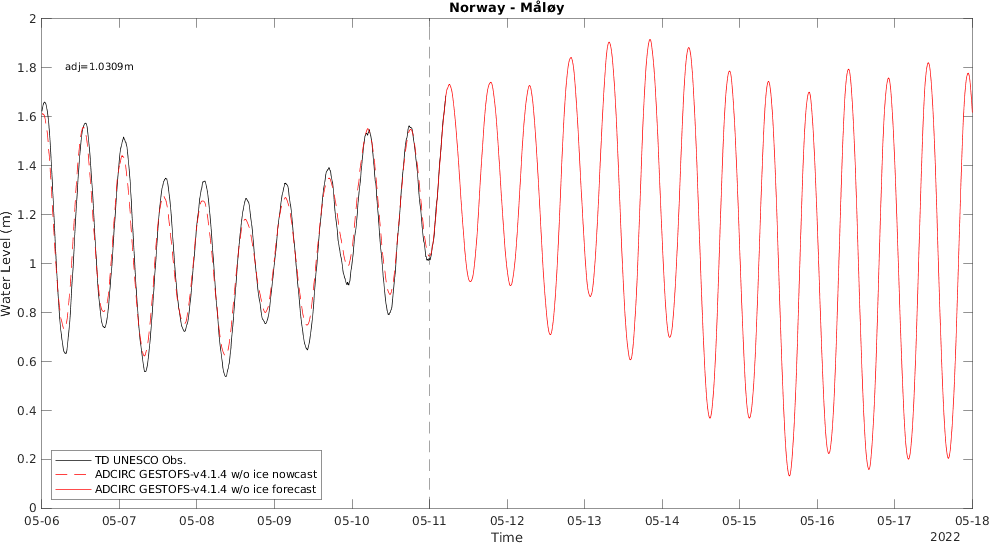 Norway - Måløy
adj=1.0309m
Water Level (m)
2
1.8
1.6
1.4
1.2
1
0.8
0.6
0.4
0.2
0
TD UNESCO Obs.
ADCIRC GESTOFS-v4.1.4 w/o ice nowcast
ADCIRC GESTOFS-v4.1.4 w/o ice forecast
05-06 05-07 05-08 05-09 05-10 05-11 05-12 05-13 05-14 05-15 05-16 05-17 05-18
Time
2022